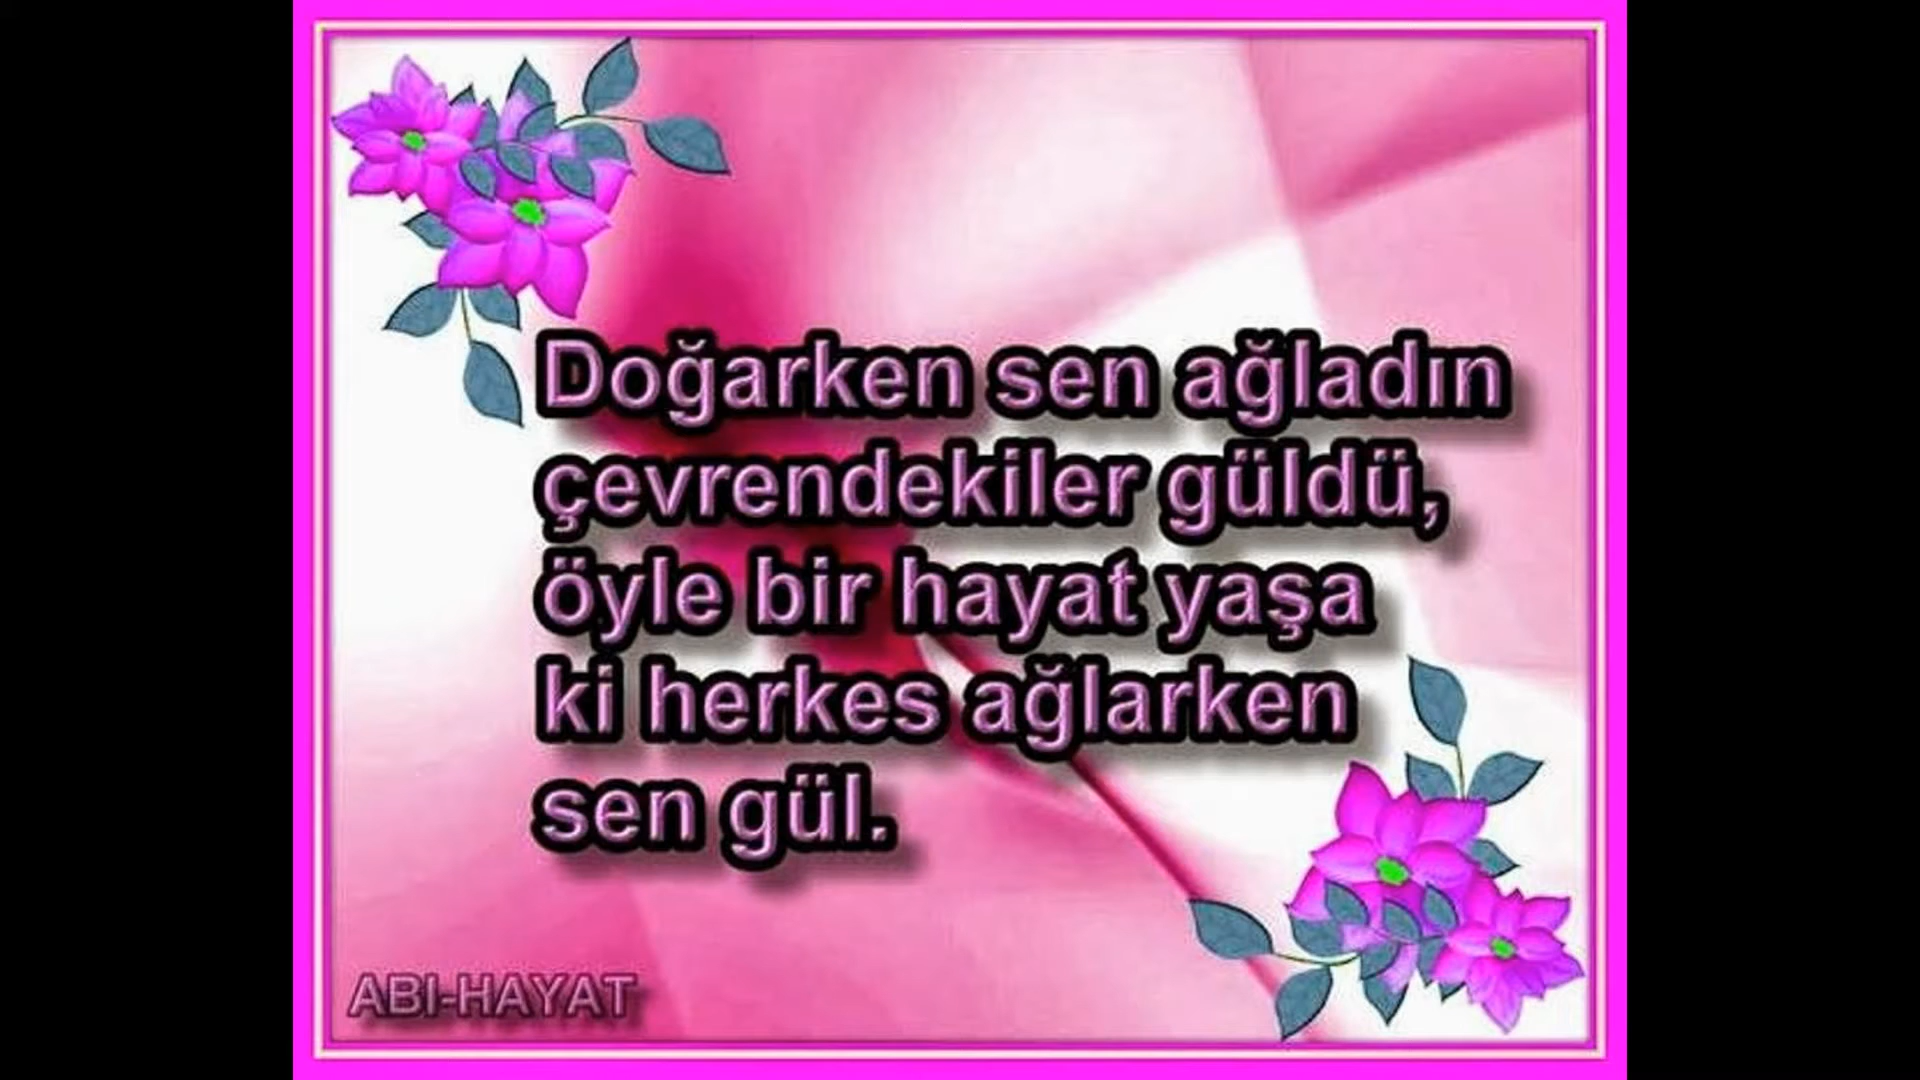 Doğarken sen ağladın
çevrendekiler güldü,
öyle bir hayat yaşa
ki herkes ağlarken
sen gül.
ABI-HAYAT